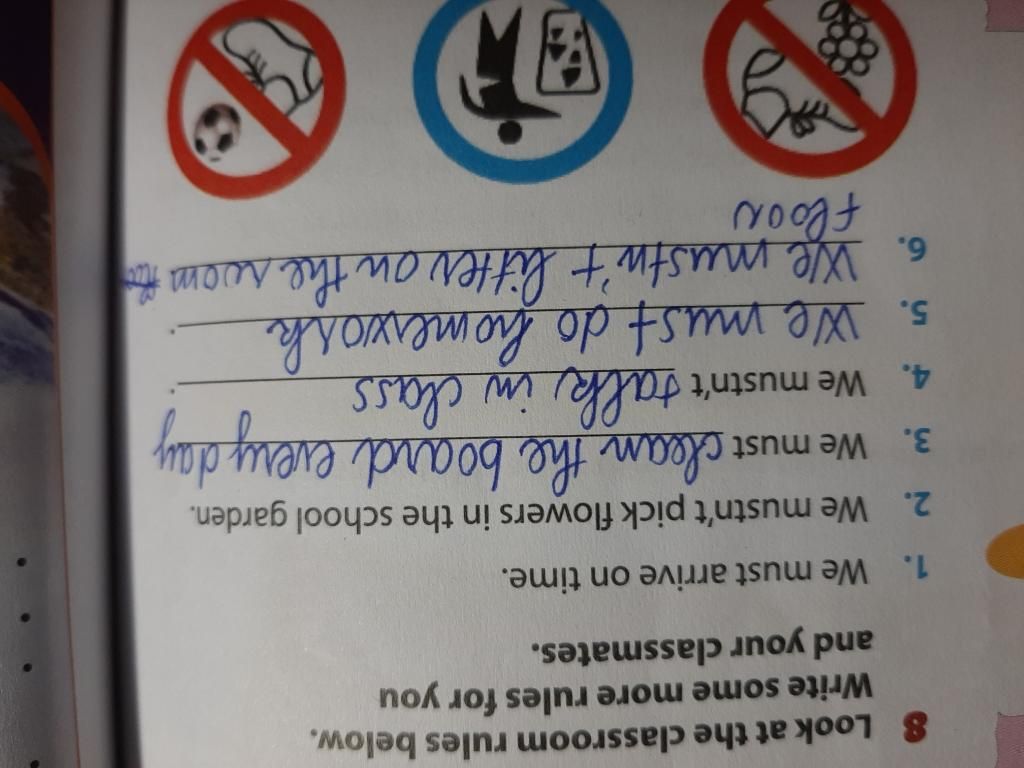 8 Look at the classroom rules below.
Write some more rules for you
and your classmates.
1. We must arrive on time.
2. We mustn't pick flowers in the school garden.
3. We must clean the board every day
4. We mustn't talk in class.
5. We must do homework.
6. We mustn't litter on the room
floor